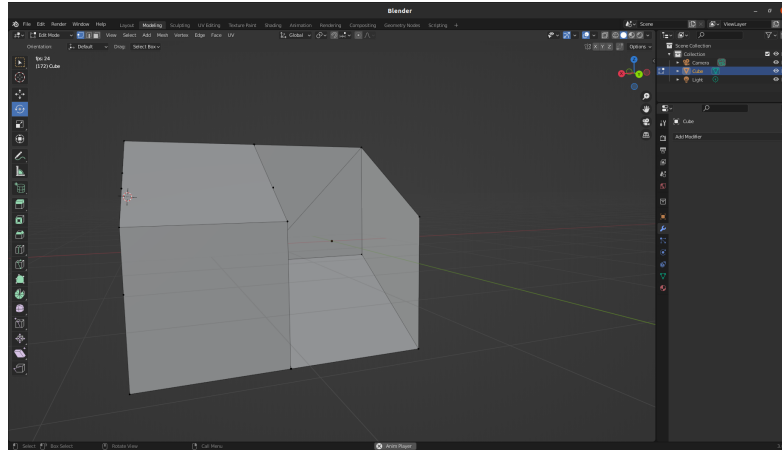 Blender
File Edit Render Window Help Layout Modeling Sculpting UV Editing Texture Paint Shading Animation Rendering Compositing Geometry Nodes Scripting + Scene ViewLayer
Edit Mode View Select Add Mesh Vertex Edge Face UV Global
Orientation: Default Drag: Select Box X Y Z Options
Scene Collection
Collection
Camera
Cube
Light
fps: 24
(172) Cube
Cube
Add Modifier
Select Box Select Rotate View Call Menu Anim Player